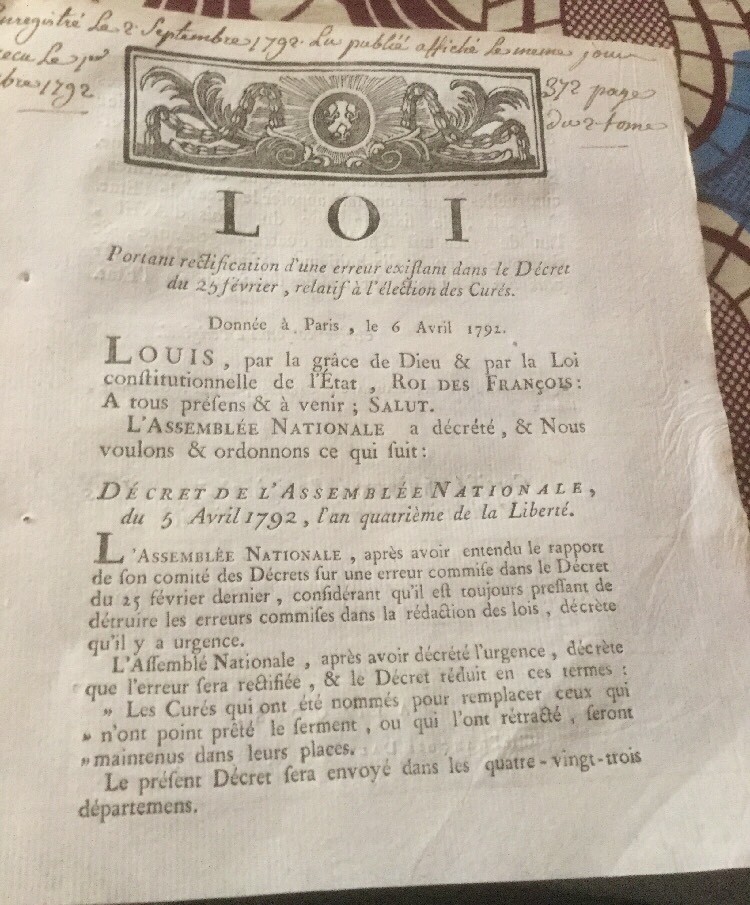 enregistré Le 2. Septembre 1792. Lu publié affiché Le meme jour
recu Le 1er
bre 1792
372 page
du 2 tome
LOI
Portant rectification d'une erreur existant dans le Décret
du 25 février, relatif à l'élection des Curés.
Donnée à Paris, le 6 Avril 1792.
LOUIS, par la grâce de Dieu & par la Loi
constitutionnelle de l'État, ROI DES FRANÇOIS:
A tous présens & à venir; SALUT.
L'ASSEMBLÉE NATIONALE a décrété, & Nous
voulons & ordonnons ce qui suit:
DÉCRET DE L'ASSEMBLÉE NATIONALE,
du 5 Avril 1792, l'an quatrième de la Liberté.
L'ASSEMBLÉE NATIONALE, après avoir entendu le rapport
de son comité des Décrets sur une erreur commise dans le Décret
du 25 février dernier, considérant qu'il est toujours pressant de
détruire les erreurs commises dans la rédaction des lois, décrète
qu'il y a urgence.
L'Assemblé Nationale, après avoir décrété l'urgence, décrète
que l'erreur sera rectifiée, & le Décret réduit en ces termes:
» Les Curés qui ont été nommés pour remplacer ceux qui
» n'ont point prêté le serment, ou qui l'ont rétracté, seront
» maintenus dans leurs places.
Le présent Décret sera envoyé dans les quatre-vingt-trois
départemens.